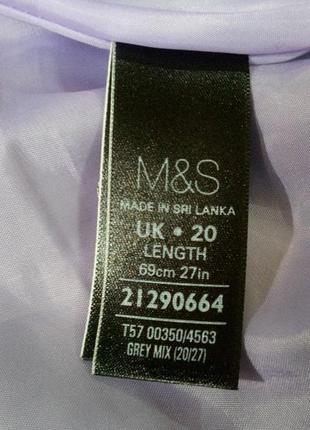 M&S
MADE IN SRI LANKA
UK • 20
LENGTH
69cm 27in
21290664
T57 00350/4563
GREY MIX (20/27)